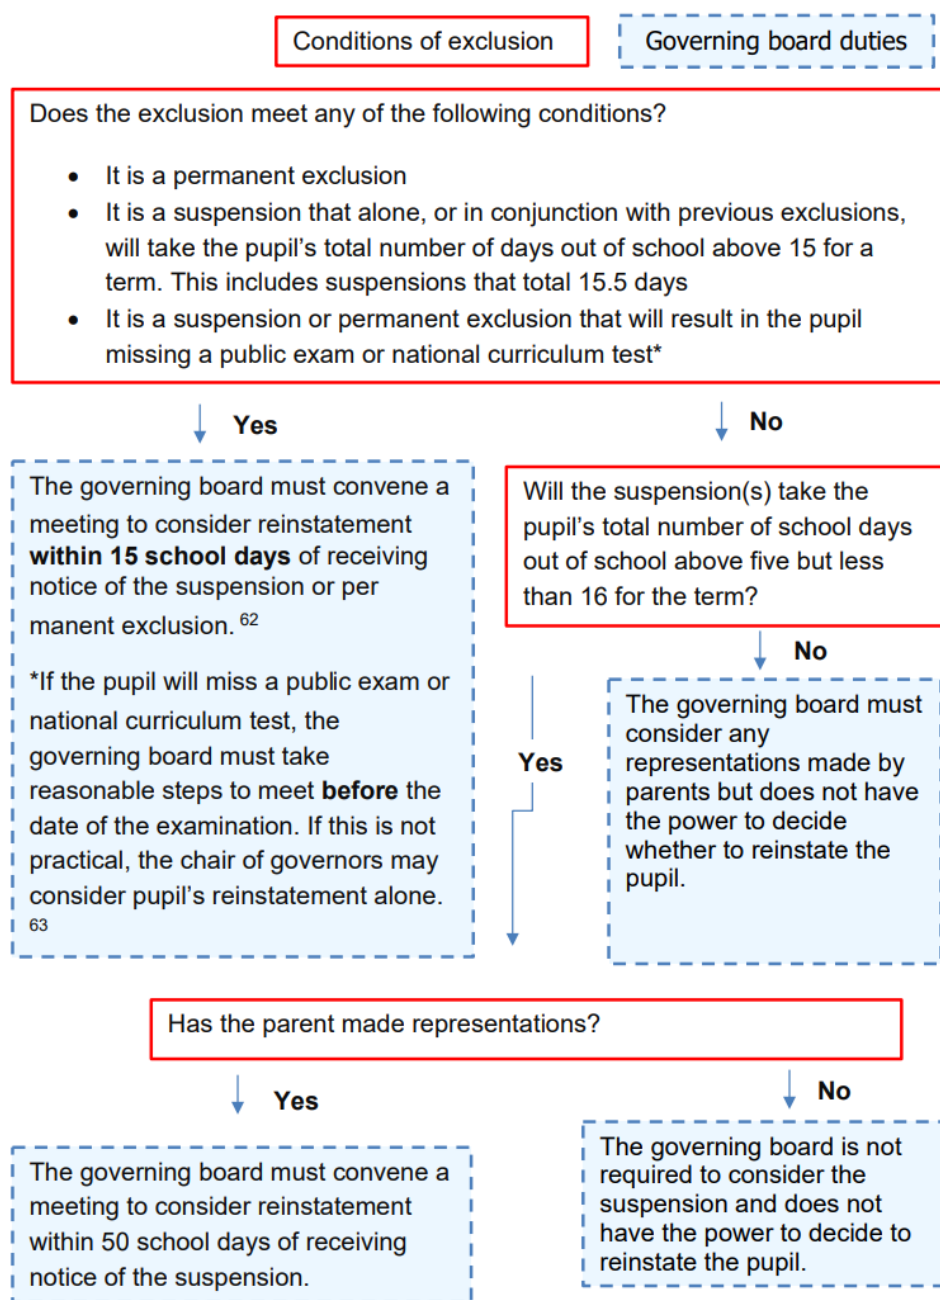 Conditions of exclusion
Governing board duties
Does the exclusion meet any of the following conditions?
• It is a permanent exclusion
• It is a suspension that alone, or in conjunction with previous exclusions,
will take the pupil's total number of days out of school above 15 for a
term. This includes suspensions that total 15.5 days
• It is a suspension or permanent exclusion that will result in the pupil
missing a public exam or national curriculum test*
Yes
No
The governing board must convene a
meeting to consider reinstatement
within 15 school days of receiving
notice of the suspension or per
manent exclusion. 62
*If the pupil will miss a public exam or
national curriculum test, the
governing board must take
reasonable steps to meet before the
date of the examination. If this is not
practical, the chair of governors may
consider pupil's reinstatement alone.
63
Will the suspension(s) take the
pupil's total number of school days
out of school above five but less
than 16 for the term?
No
Yes
The governing board must
consider any
representations made by
parents but does not have
the power to decide
whether to reinstate the
pupil.
Has the parent made representations?
Yes
No
The governing board must convene a
meeting to consider reinstatement
within 50 school days of receiving
notice of the suspension.
The governing board is not
required to consider the
suspension and does not
have the power to decide to
reinstate the pupil.